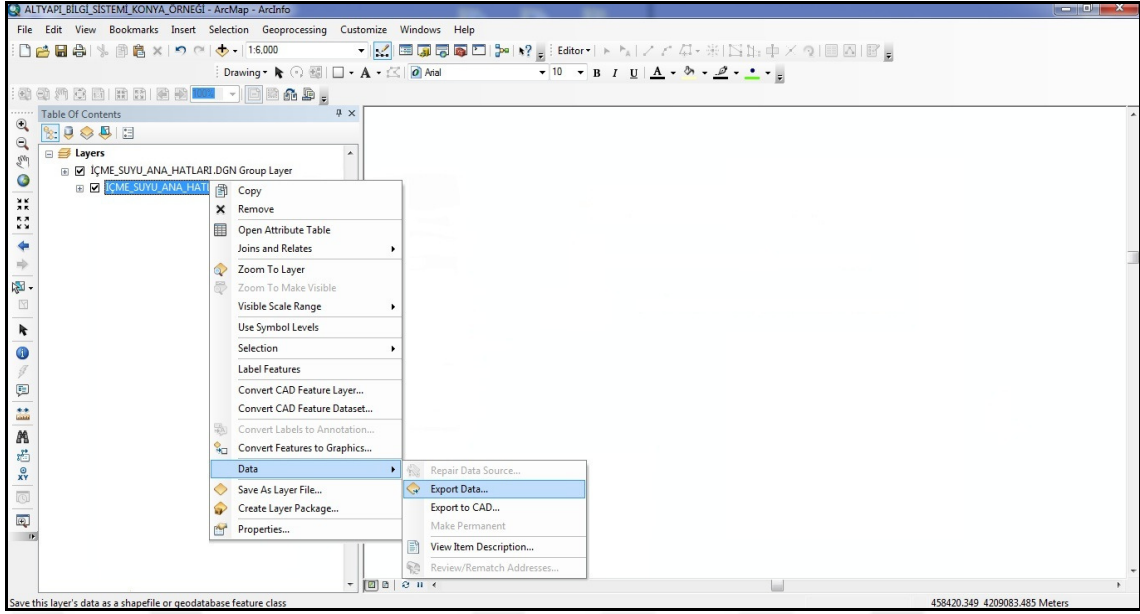 ALTYAPI_BİLGİ_SİSTEMİ_KONYA_ÖRNEĞİ - ArcMap - ArcInfo
File Edit View Bookmarks Insert Selection Geoprocessing Customize Windows Help
1:6,000 Editor
Drawing A Arial 10 B I U A
100%
Table Of Contents
Layers
İÇME_SUYU_ANA_HATLARI.DGN Group Layer
İÇME_SUYU_ANA_HATL
Copy
Remove
Open Attribute Table
Joins and Relates
Zoom To Layer
Zoom To Make Visible
Visible Scale Range
Use Symbol Levels
Selection
Label Features
Convert CAD Feature Layer...
Convert CAD Feature Dataset...
Convert Labels to Annotation...
Convert Features to Graphics...
Data
Save As Layer File...
Create Layer Package...
Properties...
Repair Data Source...
Export Data...
Export to CAD...
Make Permanent
View Item Description...
Review/Rematch Addresses...
XY
Save this layer's data as a shapefile or geodatabase feature class
458420.349 4209083.485 Meters